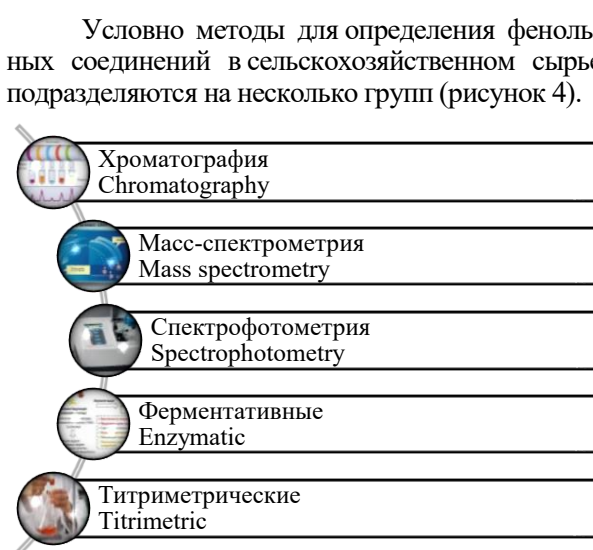 Условно методы для определения феноль
ных соединений в сельскохозяйственном сырье
подразделяются на несколько групп (рисунок 4).
Хроматография
Chromatography
Масс-спектрометрия
Mass spectrometry
Спектрофотометрия
Spectrophotometry
Ферментативные
Enzymatic
Титриметрические
Titrimetric